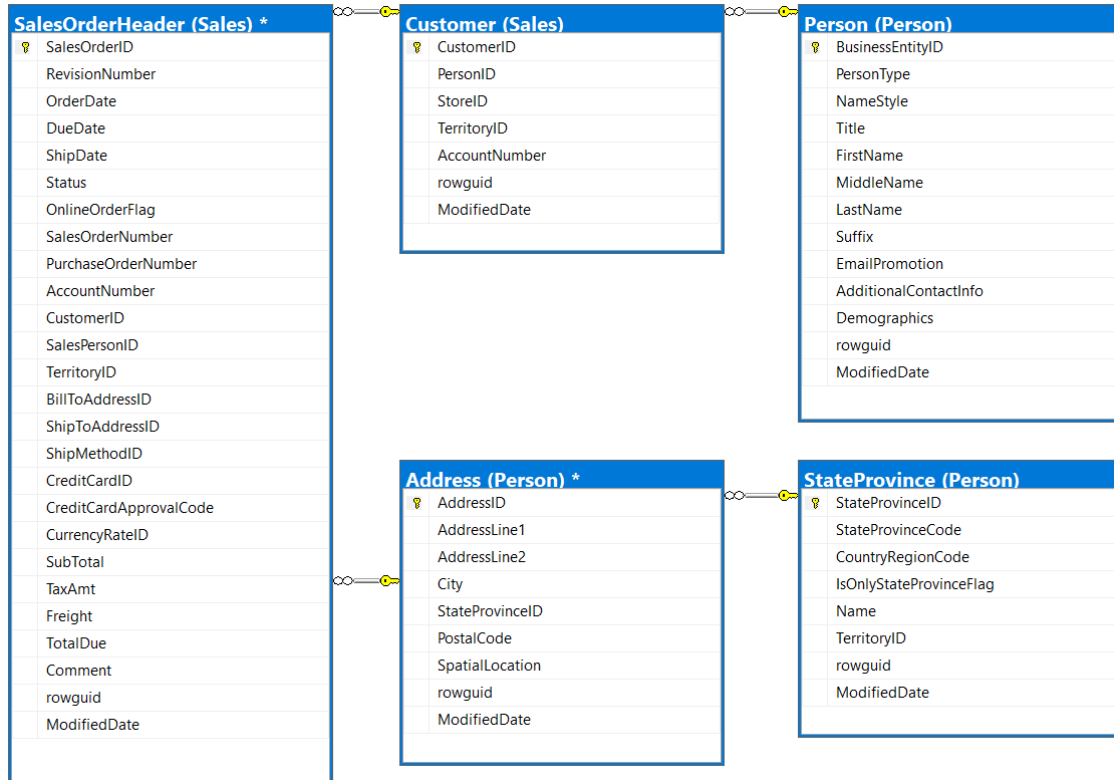 SalesOrderHeader (Sales) *
SalesOrderID
RevisionNumber
OrderDate
DueDate
ShipDate
Status
OnlineOrderFlag
SalesOrderNumber
PurchaseOrderNumber
AccountNumber
CustomerID
SalesPersonID
TerritoryID
BillToAddressID
ShipToAddressID
ShipMethodID
CreditCardID
CreditCardApprovalCode
CurrencyRateID
SubTotal
TaxAmt
Freight
TotalDue
Comment
rowguid
ModifiedDate
Customer (Sales)
CustomerID
PersonID
StoreID
TerritoryID
AccountNumber
rowguid
ModifiedDate
Person (Person)
BusinessEntityID
PersonType
NameStyle
Title
FirstName
MiddleName
LastName
Suffix
EmailPromotion
AdditionalContactInfo
Demographics
rowguid
ModifiedDate
Address (Person) *
AddressID
AddressLine1
AddressLine2
City
StateProvinceID
PostalCode
SpatialLocation
rowguid
ModifiedDate
StateProvince (Person)
StateProvinceID
StateProvinceCode
CountryRegionCode
IsOnlyStateProvinceFlag
Name
TerritoryID
rowguid
ModifiedDate